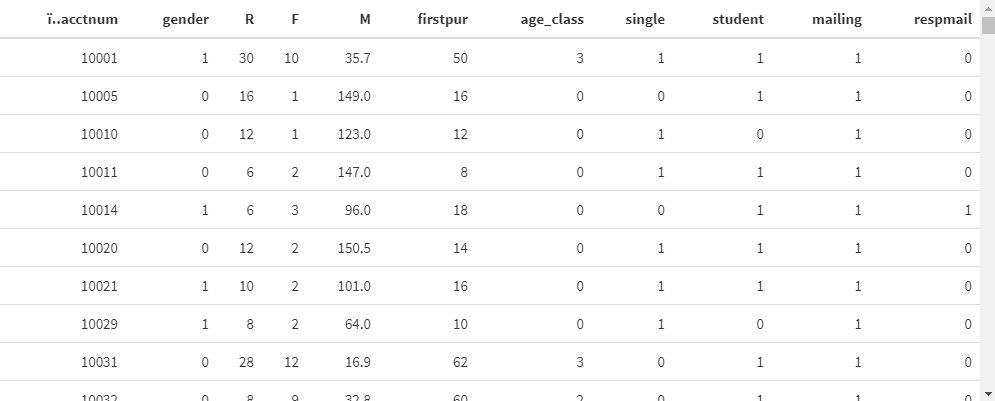 ï..acctnum gender R F M firstpur age_class single student mailing respmail
10001 1 30 10 35.7 50 3 1 1 1 0
10005 0 16 1 149.0 16 0 0 1 1 0
10010 0 12 1 123.0 12 0 1 0 1 0
10011 0 6 2 147.0 8 0 1 1 1 0
10014 1 6 3 96.0 18 0 0 1 1 1
10020 0 12 2 150.5 14 0 1 1 1 0
10021 1 10 2 101.0 16 0 1 1 1 0
10029 1 8 2 64.0 10 0 1 0 1 0
10031 0 28 12 16.9 62 3 0 1 1 0
10032 0 8 9 32.8 60 2 0 1 1 0